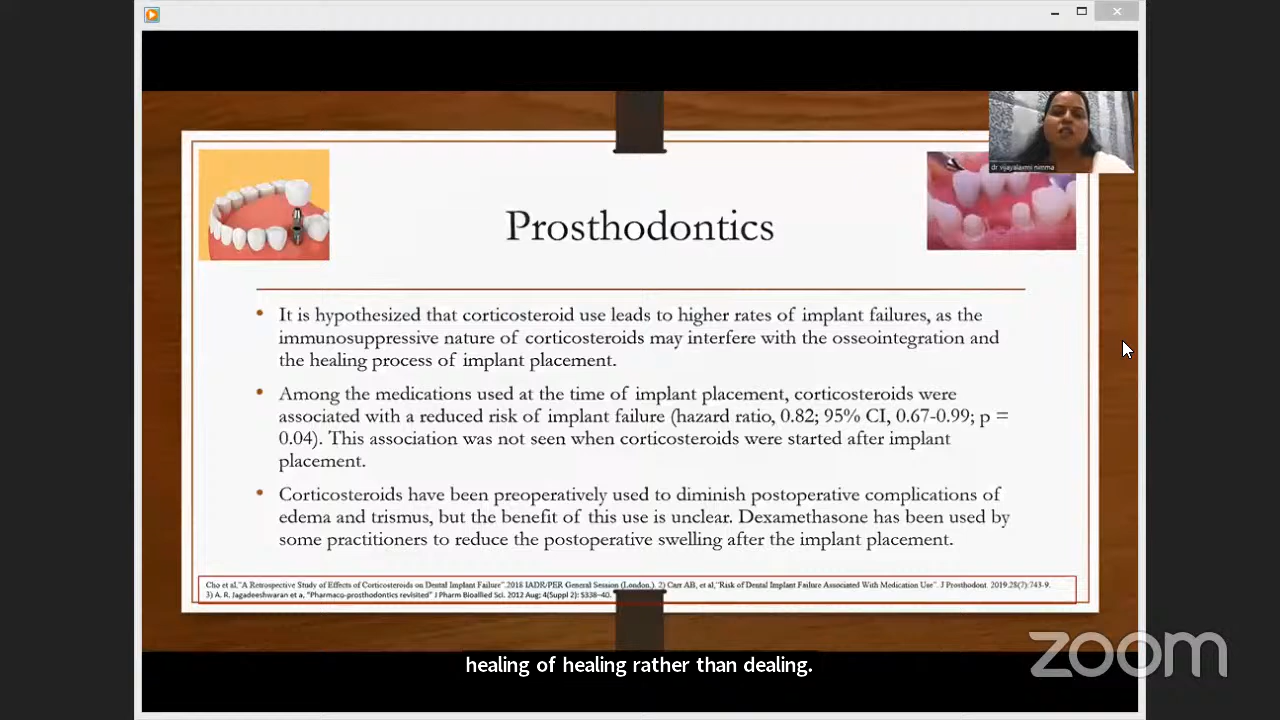 dr vijayalaxmi nimma
Prosthodontics
• It is hypothesized that corticosteroid use leads to higher rates of implant failures, as the
immunosuppressive nature of corticosteroids may interfere with the osseointegration and
the healing process of implant placement.
• Among the medications used at the time of implant placement, corticosteroids were
associated with a reduced risk of implant failure (hazard ratio, 0.82; 95% CI, 0.67-0.99; p =
0.04). This association was not seen when corticosteroids were started after implant
placement.
• Corticosteroids have been preoperatively used to diminish postoperative complications of
edema and trismus, but the benefit of this use is unclear. Dexamethasone has been used by
some practitioners to reduce the postoperative swelling after the implant placement.
Cho et al,"A Retrospective Study of Effects of Corticosteroids on Dental Implant Failure".2018 IADR/PER General Session (London.). 2) Carr AB, et al,"Risk of Dental Implant Failure Associated With Medication Use". J Prosthodont. 2019:28(7):743-9.
3) A. R. Jagadeeshwaran et a, "Pharmaco-prosthodontics revisited" J Pharm Bioallied Sci. 2012 Aug; 4(Suppl 2): S338–40.
healing of healing rather than dealing.
zoom